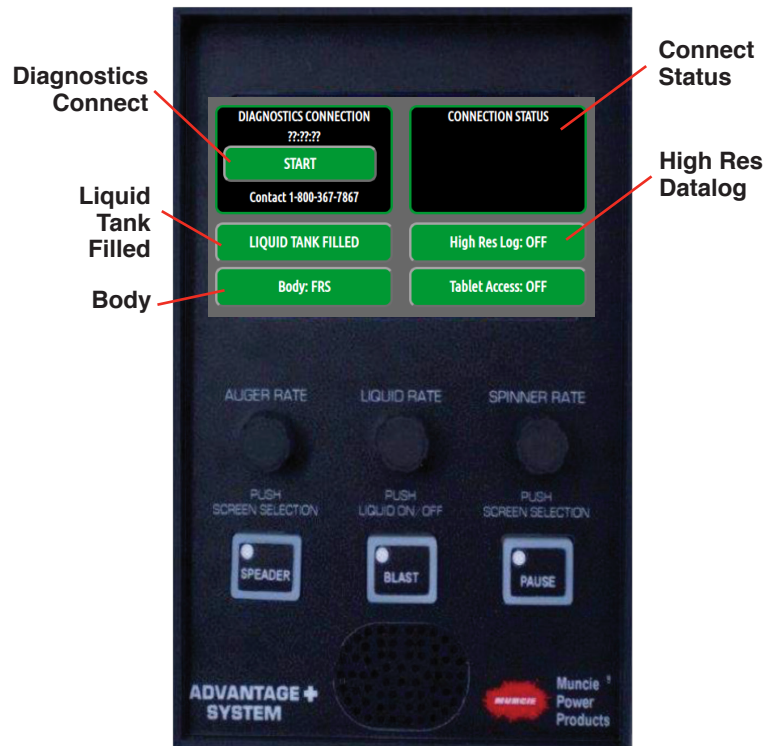 Diagnostics
Connect
Connect
Status
DIAGNOSTICS CONNECTION
??:??:??
START
Contact 1-800-367-7867
CONNECTION STATUS
High Res
Datalog
Liquid
Tank
Filled
LIQUID TANK FILLED
High Res Log: OFF
Body
Body: FRS
Tablet Access: OFF
AUGER RATE
LIQUID RATE
SPINNER RATE
PUSH
SCREEN SELECTION
PUSH
LIQUID ON/OFF
PUSH
SCREEN SELECTION
SPEADER
BLAST
PAUSE
ADVANTAGE +
SYSTEM
MUNCIE
Muncie ®
Power
Products